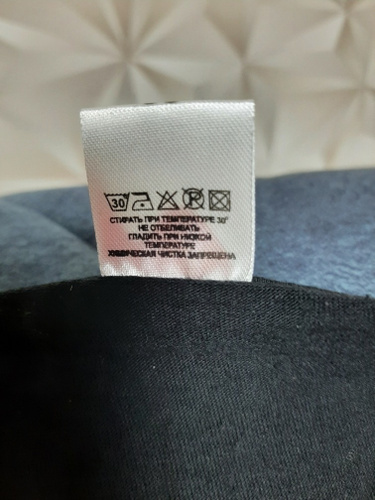 30
СТИРАТЬ ПРИ ТЕМПЕРАТУРЕ 30°
НЕ ОТБЕЛИВАТЬ
ГЛАДИТЬ ПРИ НИЗКОЙ
ТЕМПЕРАТУРЕ
ХИМИЧЕСКАЯ ЧИСТКА ЗАПРЕЩЕНА